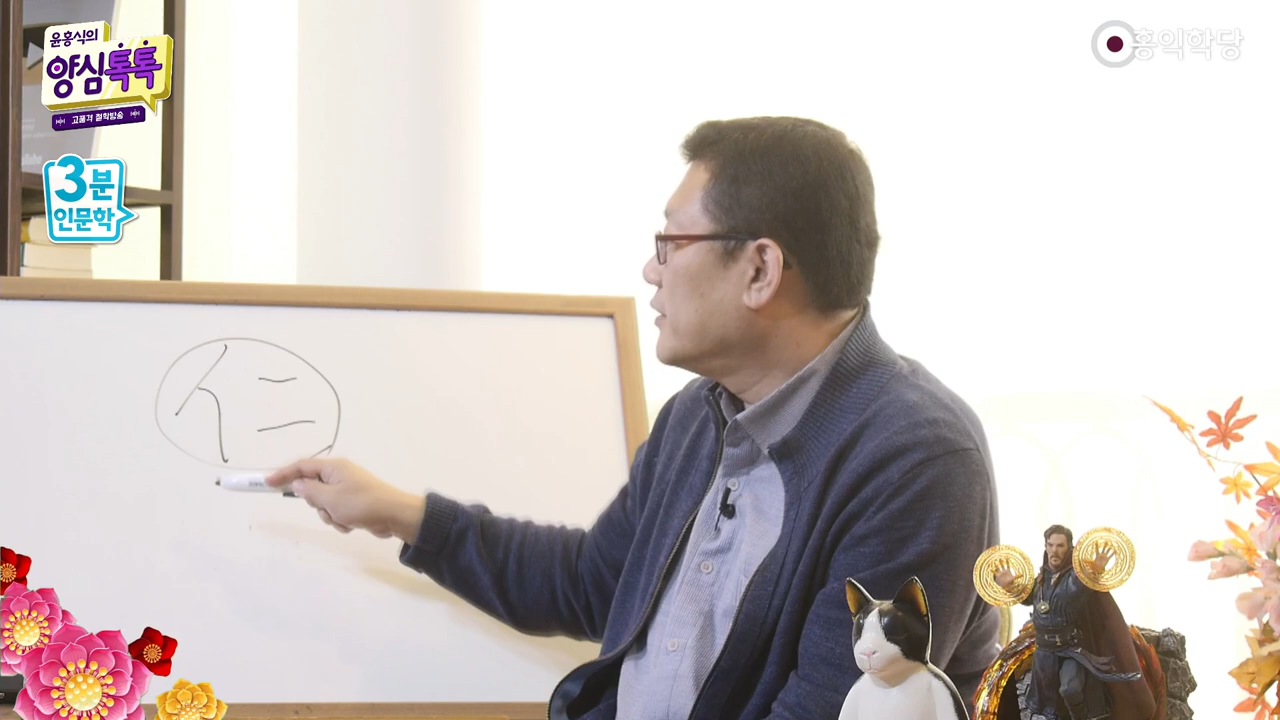 윤홍식의
양심톡톡
고품격 철학방송
3분
인문학
홍익학당
仁